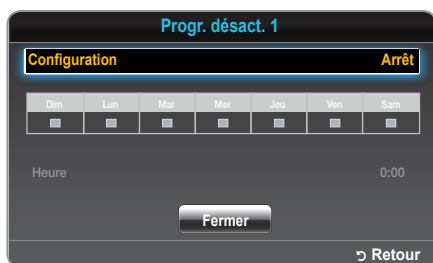 Progr. désact. 1
Configuration Arrêt
Dim Lun Mar Mer Jeu Ven Sam
Heure 0:00
Fermer
Retour